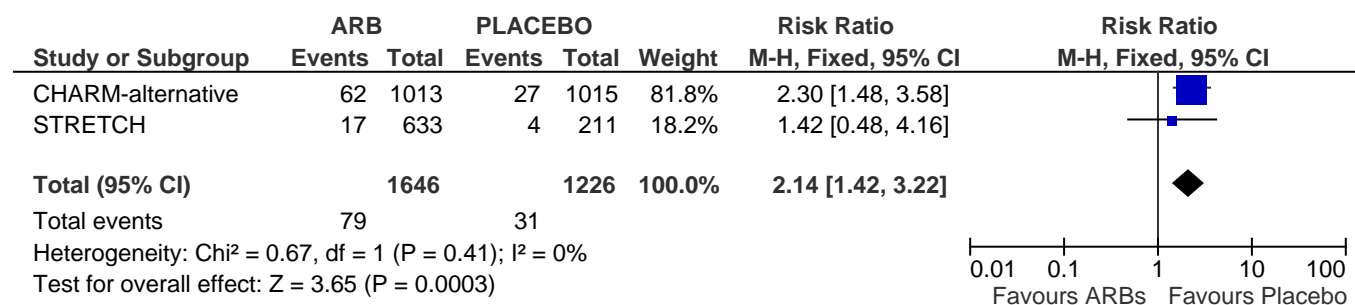 ARB PLACEBO Risk Ratio Risk Ratio
Study or Subgroup Events Total Events Total Weight M-H, Fixed, 95% CI M-H, Fixed, 95% CI
CHARM-alternative 62 1013 27 1015 81.8% 2.30 [1.48, 3.58]
STRETCH 17 633 4 211 18.2% 1.42 [0.48, 4.16]
Total (95% CI) 1646 1226 100.0% 2.14 [1.42, 3.22]
Total events 79 31
Heterogeneity: Chi² = 0.67, df = 1 (P = 0.41); I² = 0%
Test for overall effect: Z = 3.65 (P = 0.0003)
0.01 0.1 1 10 100
Favours ARBs Favours Placebo